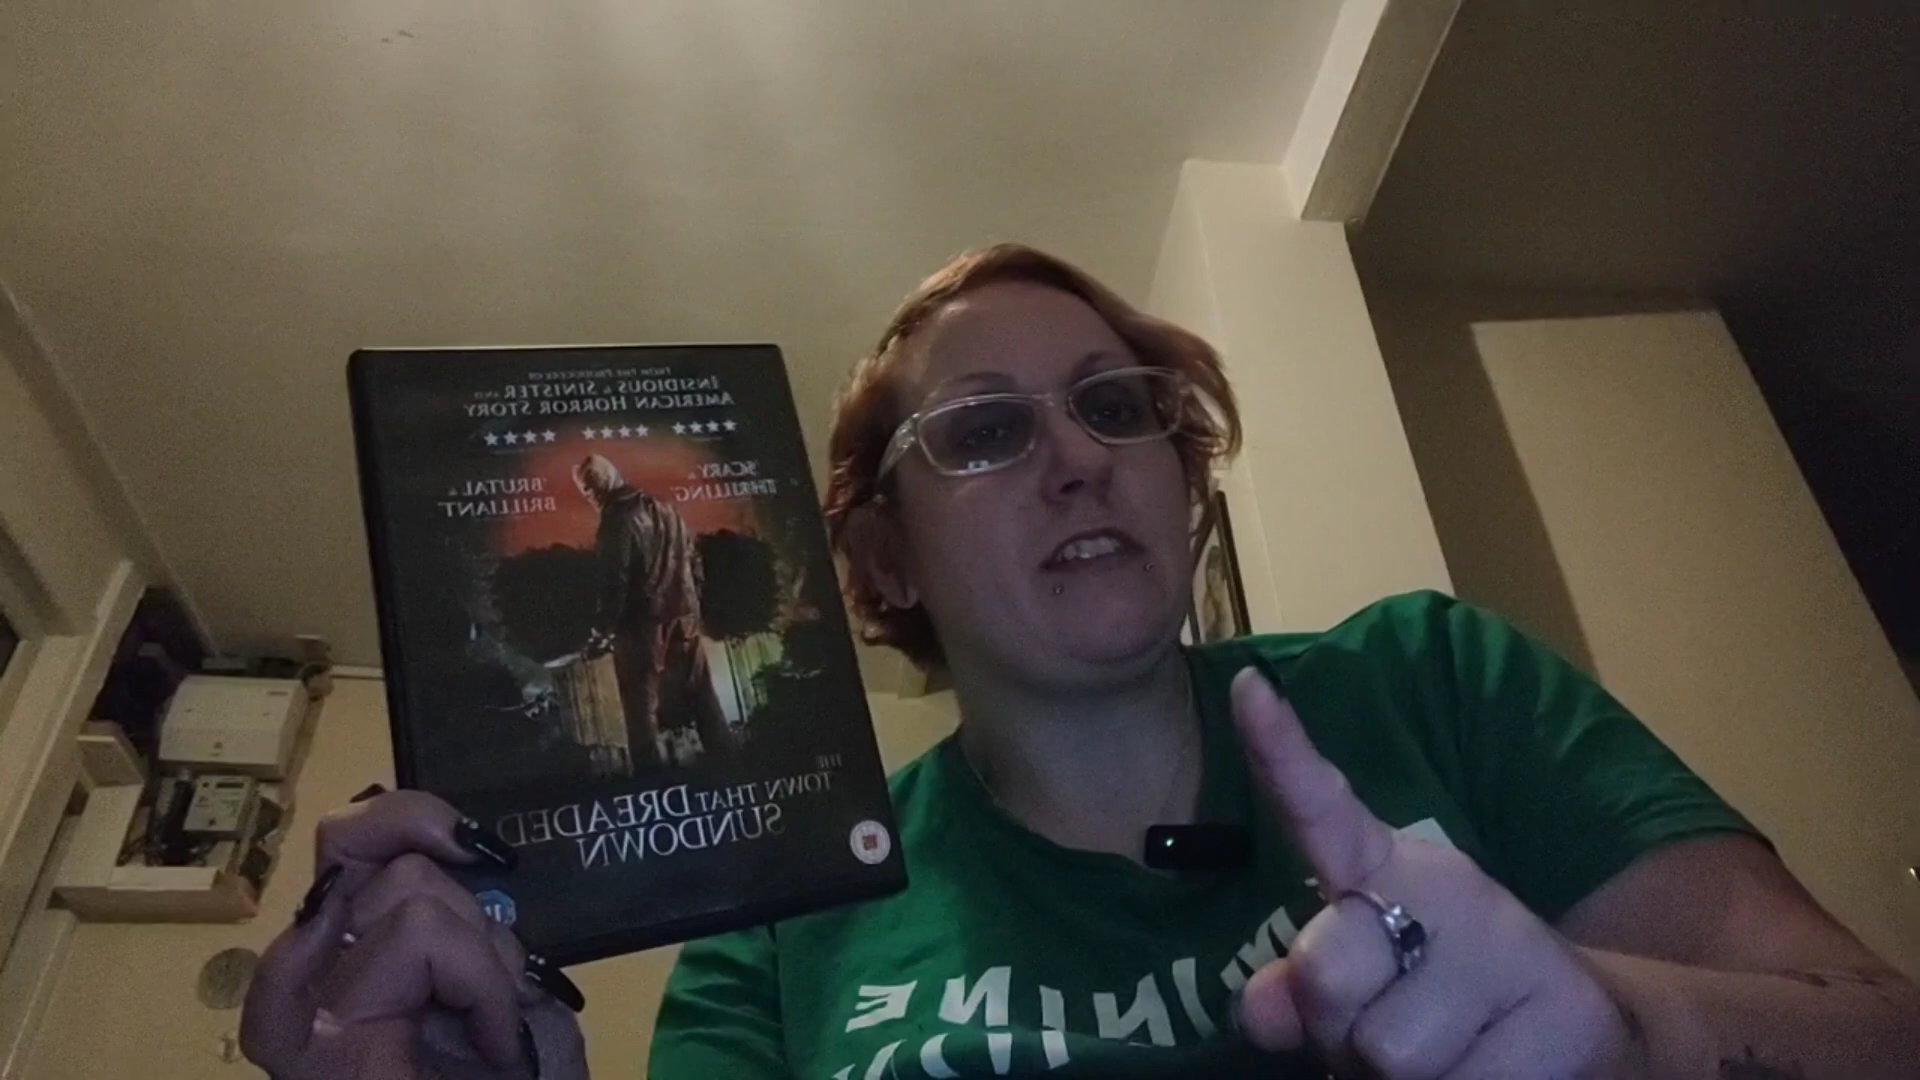 FROM THE PRODUCERS OF
INSIDIOUS & SINISTER AND
AMERICAN HORROR STORY
★★★★ ★★★★ ★★★★
'SCARY &
THRILLING'
'BRUTAL &
BRILLIANT'
THE
TOWN THAT DREADED
SUNDOWN